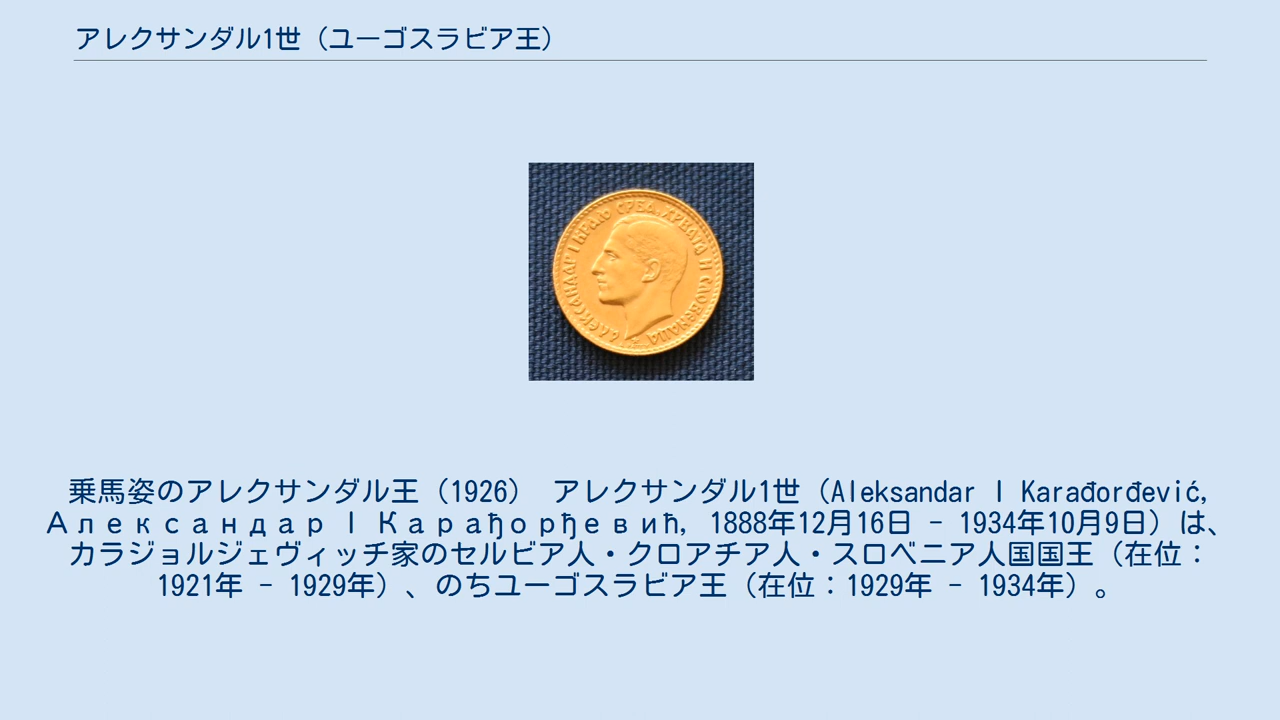 アレクサンダル1世（ユーゴスラビア王）
АЛЕКСАНДАР I КРАЉ СРБА, ХРВАТА И СЛОВЕНАЦА
乗馬姿のアレクサンダル王（1926） アレクサンダル1世（Aleksandar I Karađorđević,
Александар I Карађорђевић, 1888年12月16日 - 1934年10月9日）は、
カラジョルジェヴィッチ家のセルビア人・クロアチア人・スロベニア人国国王（在位：
1921年 - 1929年）、のちユーゴスラビア王（在位：1929年 - 1934年）。